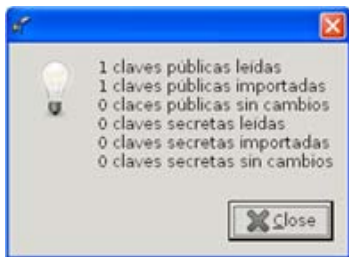 1 claves públicas leídas
1 claves públicas importadas
0 claces públicas sin cambios
0 claves secretas leídas
0 claves secretas importadas
0 claves secretas sin cambios
Close